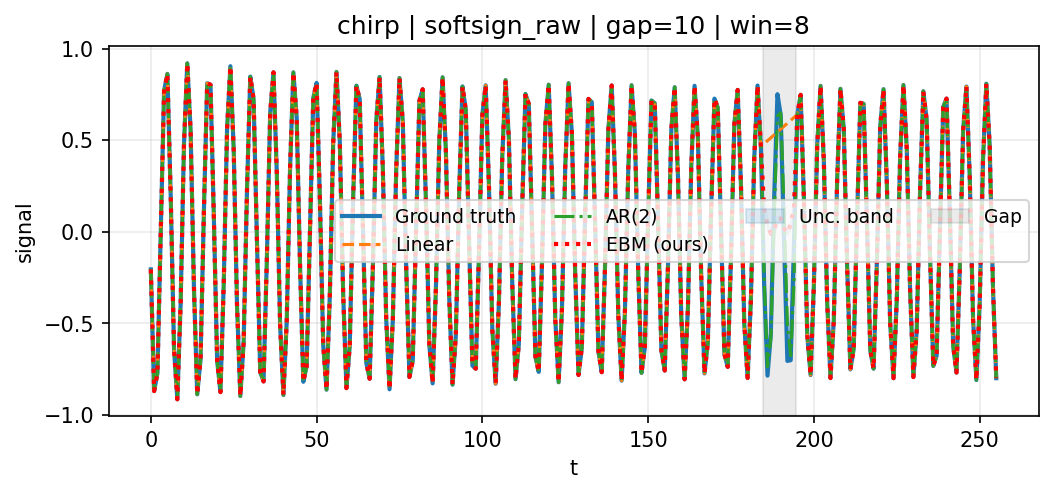 chirp | softsign_raw | gap=10 | win=8
1.0
0.5
0.0
−0.5
−1.0
signal
Ground truth
Linear
AR(2)
EBM (ours)
Unc. band
Gap
0
50
100
150
200
250
t